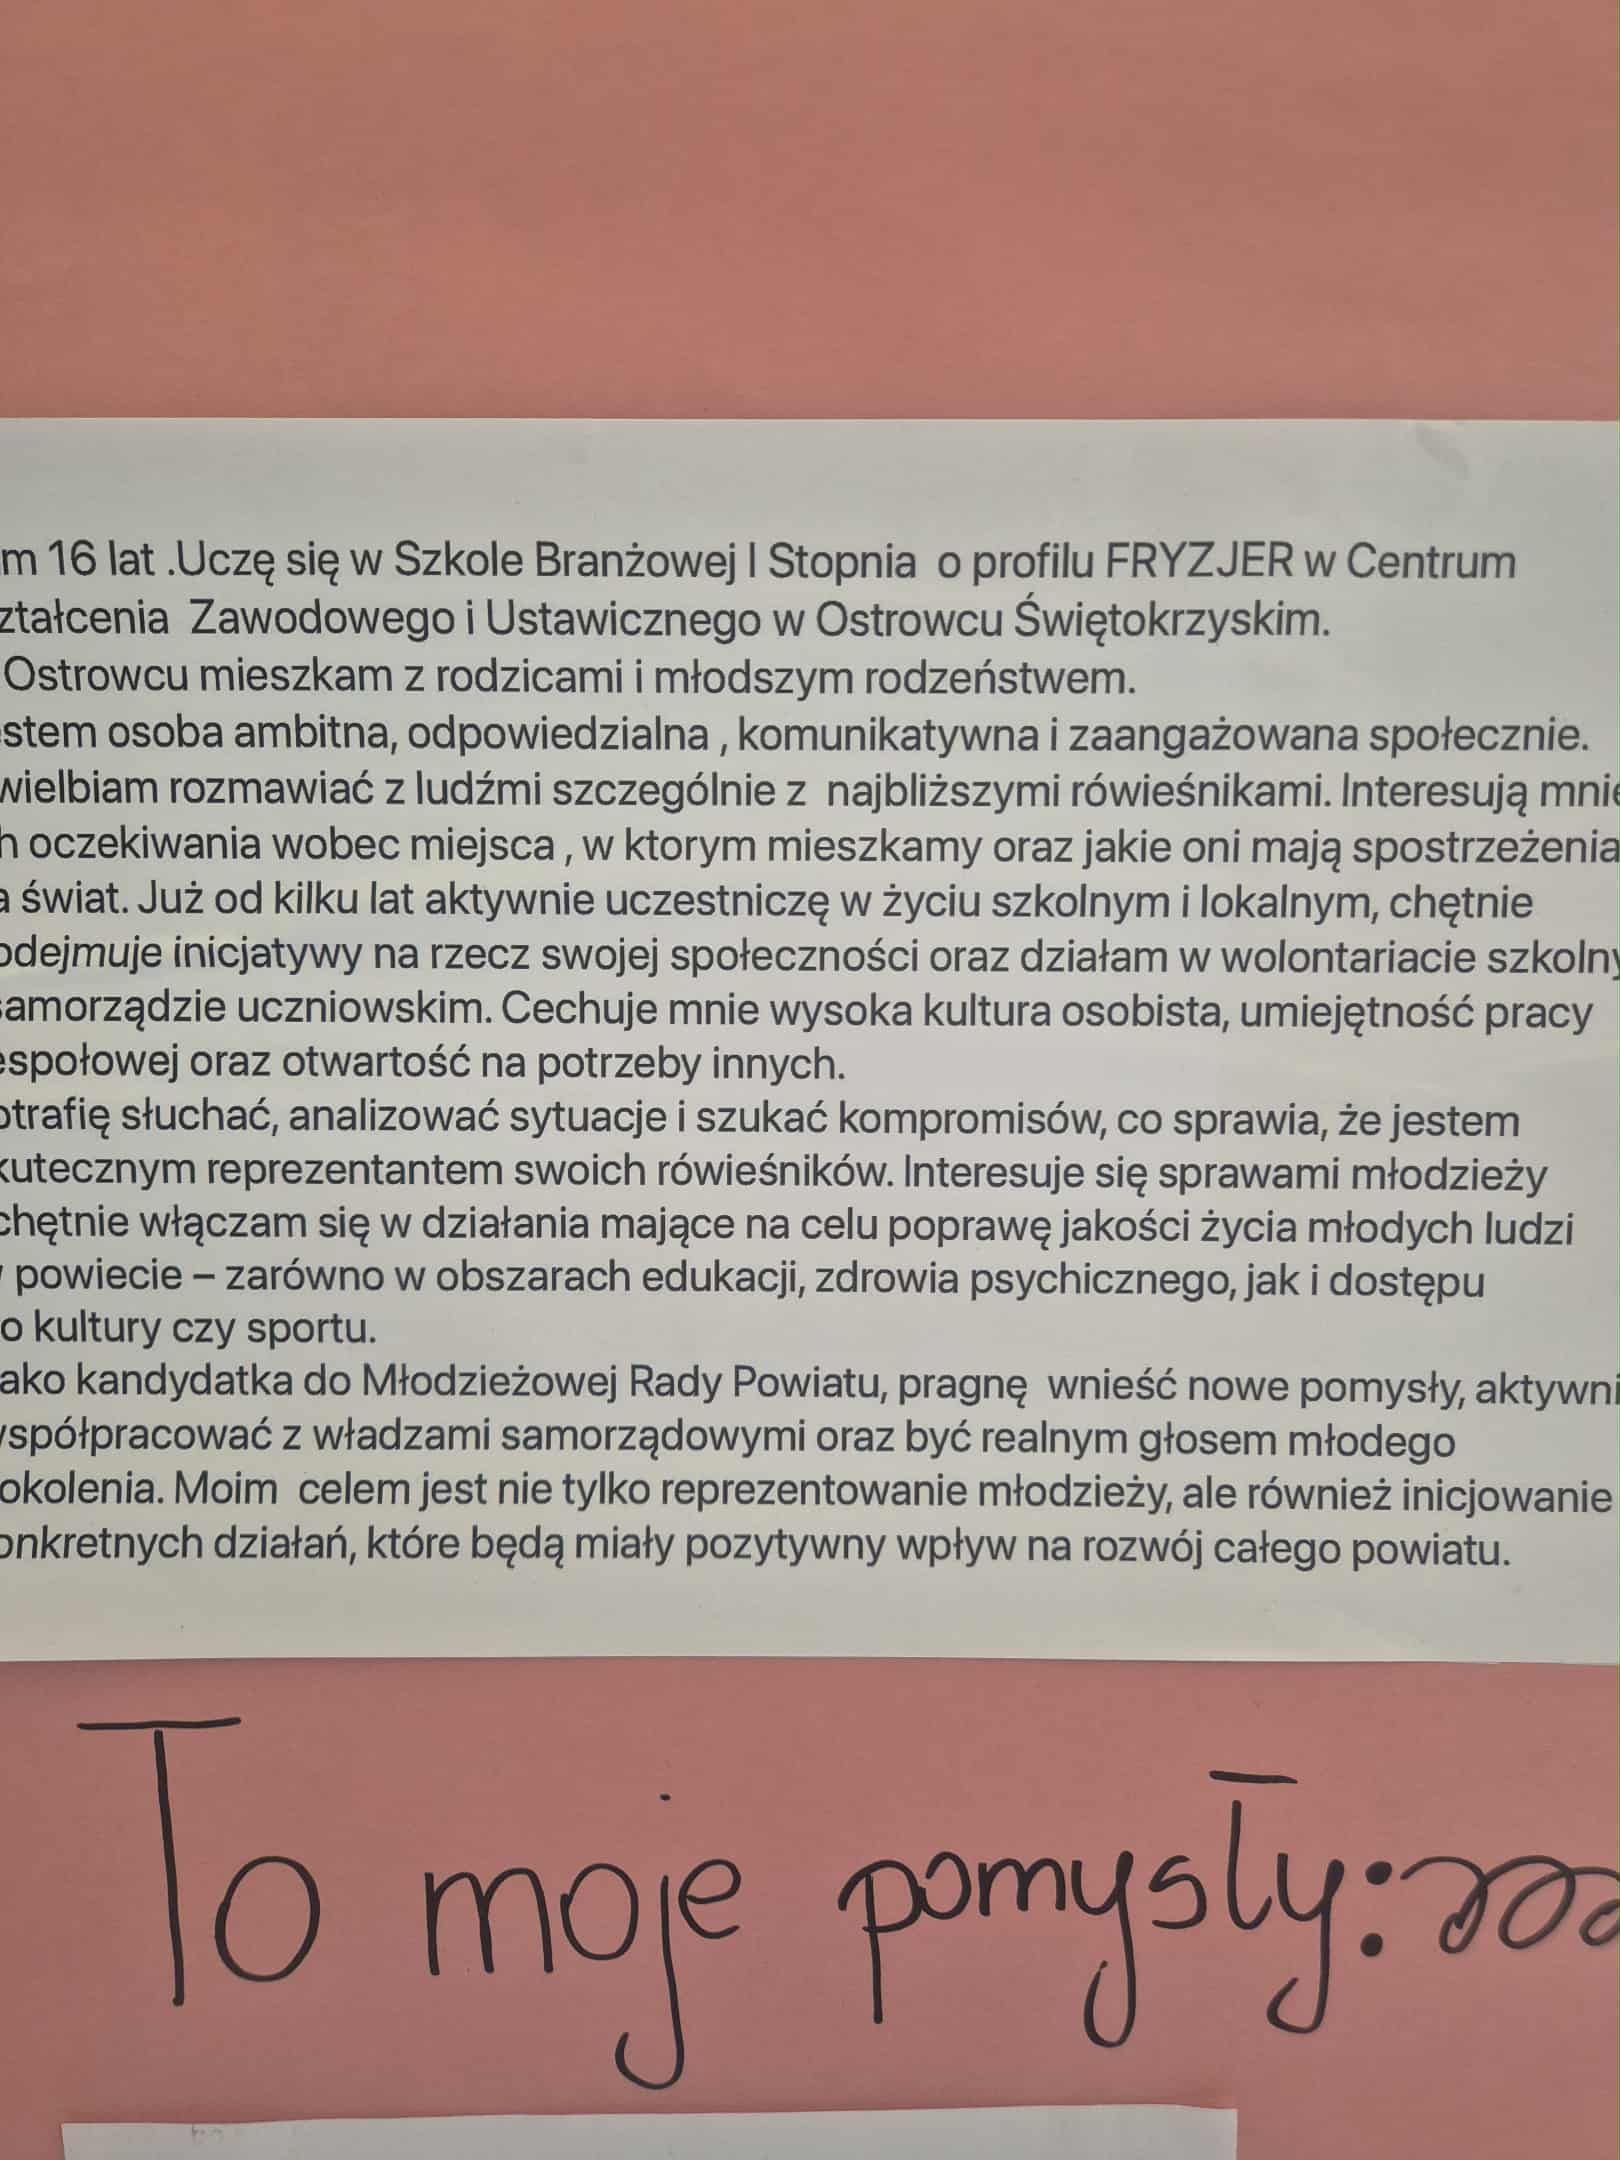 m 16 lat .Uczę się w Szkole Branżowej I Stopnia o profilu FRYZJER w Centrum
ztałcenia Zawodowego i Ustawicznego w Ostrowcu Świętokrzyskim.
Ostrowcu mieszkam z rodzicami i młodszym rodzeństwem.
stem osoba ambitna, odpowiedzialna , komunikatywna i zaangażowana społecznie.
wielbiam rozmawiać z ludźmi szczególnie z najbliższymi rówieśnikami. Interesują mnie
h oczekiwania wobec miejsca , w ktorym mieszkamy oraz jakie oni mają spostrzeżenia
a świat. Już od kilku lat aktywnie uczestniczę w życiu szkolnym i lokalnym, chętnie
odejmuje inicjatywy na rzecz swojej społeczności oraz działam w wolontariacie szkolny
samorządzie uczniowskim. Cechuje mnie wysoka kultura osobista, umiejętność pracy
espołowej oraz otwartość na potrzeby innych.
otrafię słuchać, analizować sytuacje i szukać kompromisów, co sprawia, że jestem
kutecznym reprezentantem swoich rówieśników. Interesuje się sprawami młodzieży
chętnie włączam się w działania mające na celu poprawę jakości życia młodych ludzi
powiecie – zarówno w obszarach edukacji, zdrowia psychicznego, jak i dostępu
o kultury czy sportu.
ako kandydatka do Młodzieżowej Rady Powiatu, pragnę wnieść nowe pomysły, aktywni
współpracować z władzami samorządowymi oraz być realnym głosem młodego
okolenia. Moim celem jest nie tylko reprezentowanie młodzieży, ale również inicjowanie
onkretnych działań, które będą miały pozytywny wpływ na rozwój całego powiatu.
To moje pomysły: